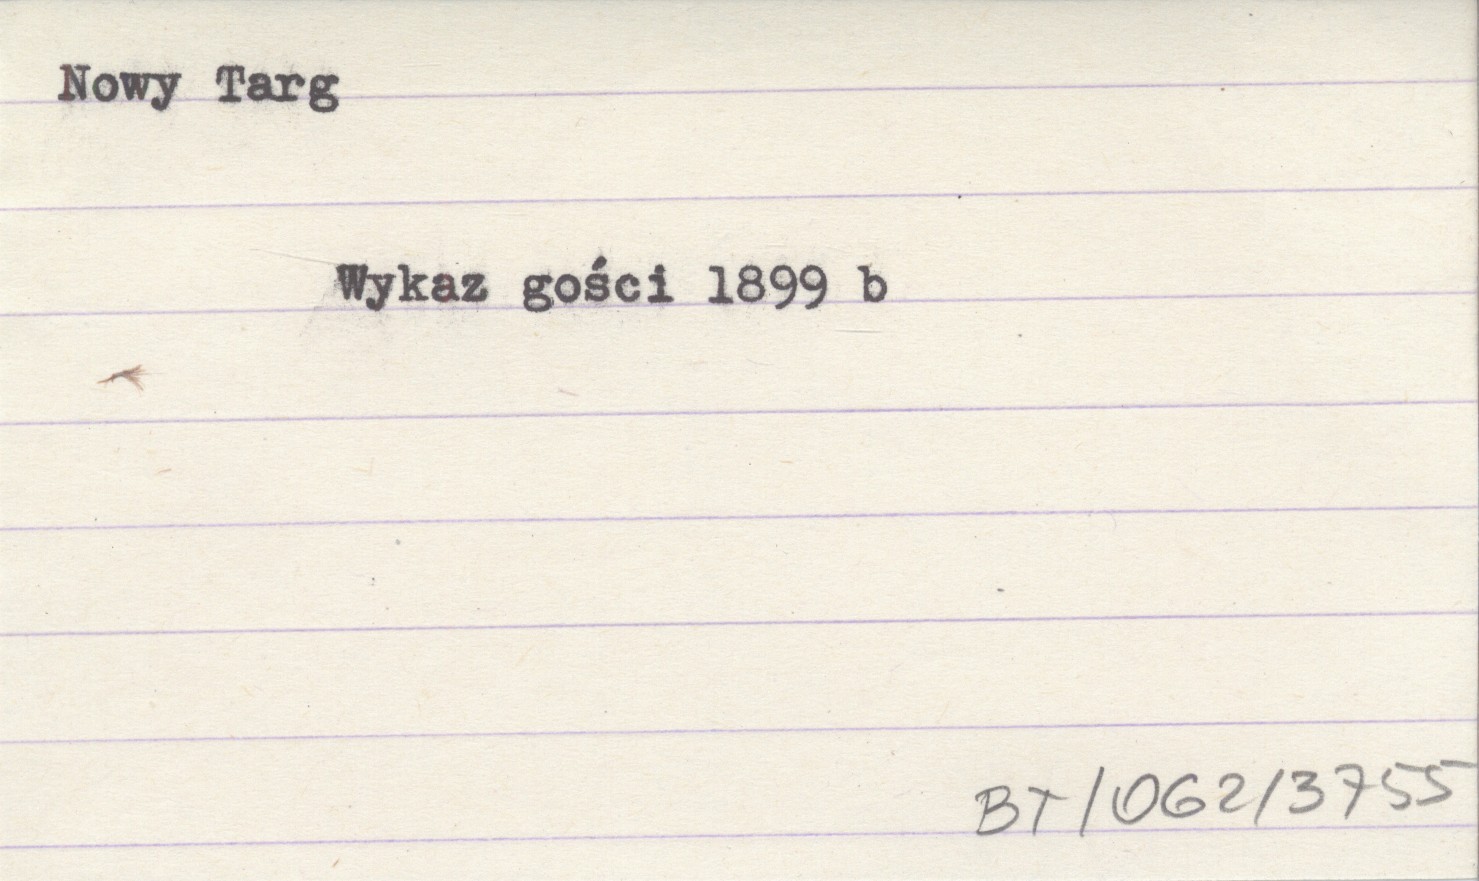 Nowy Targ
Wykaz gości 1899 b
BT/062/3755